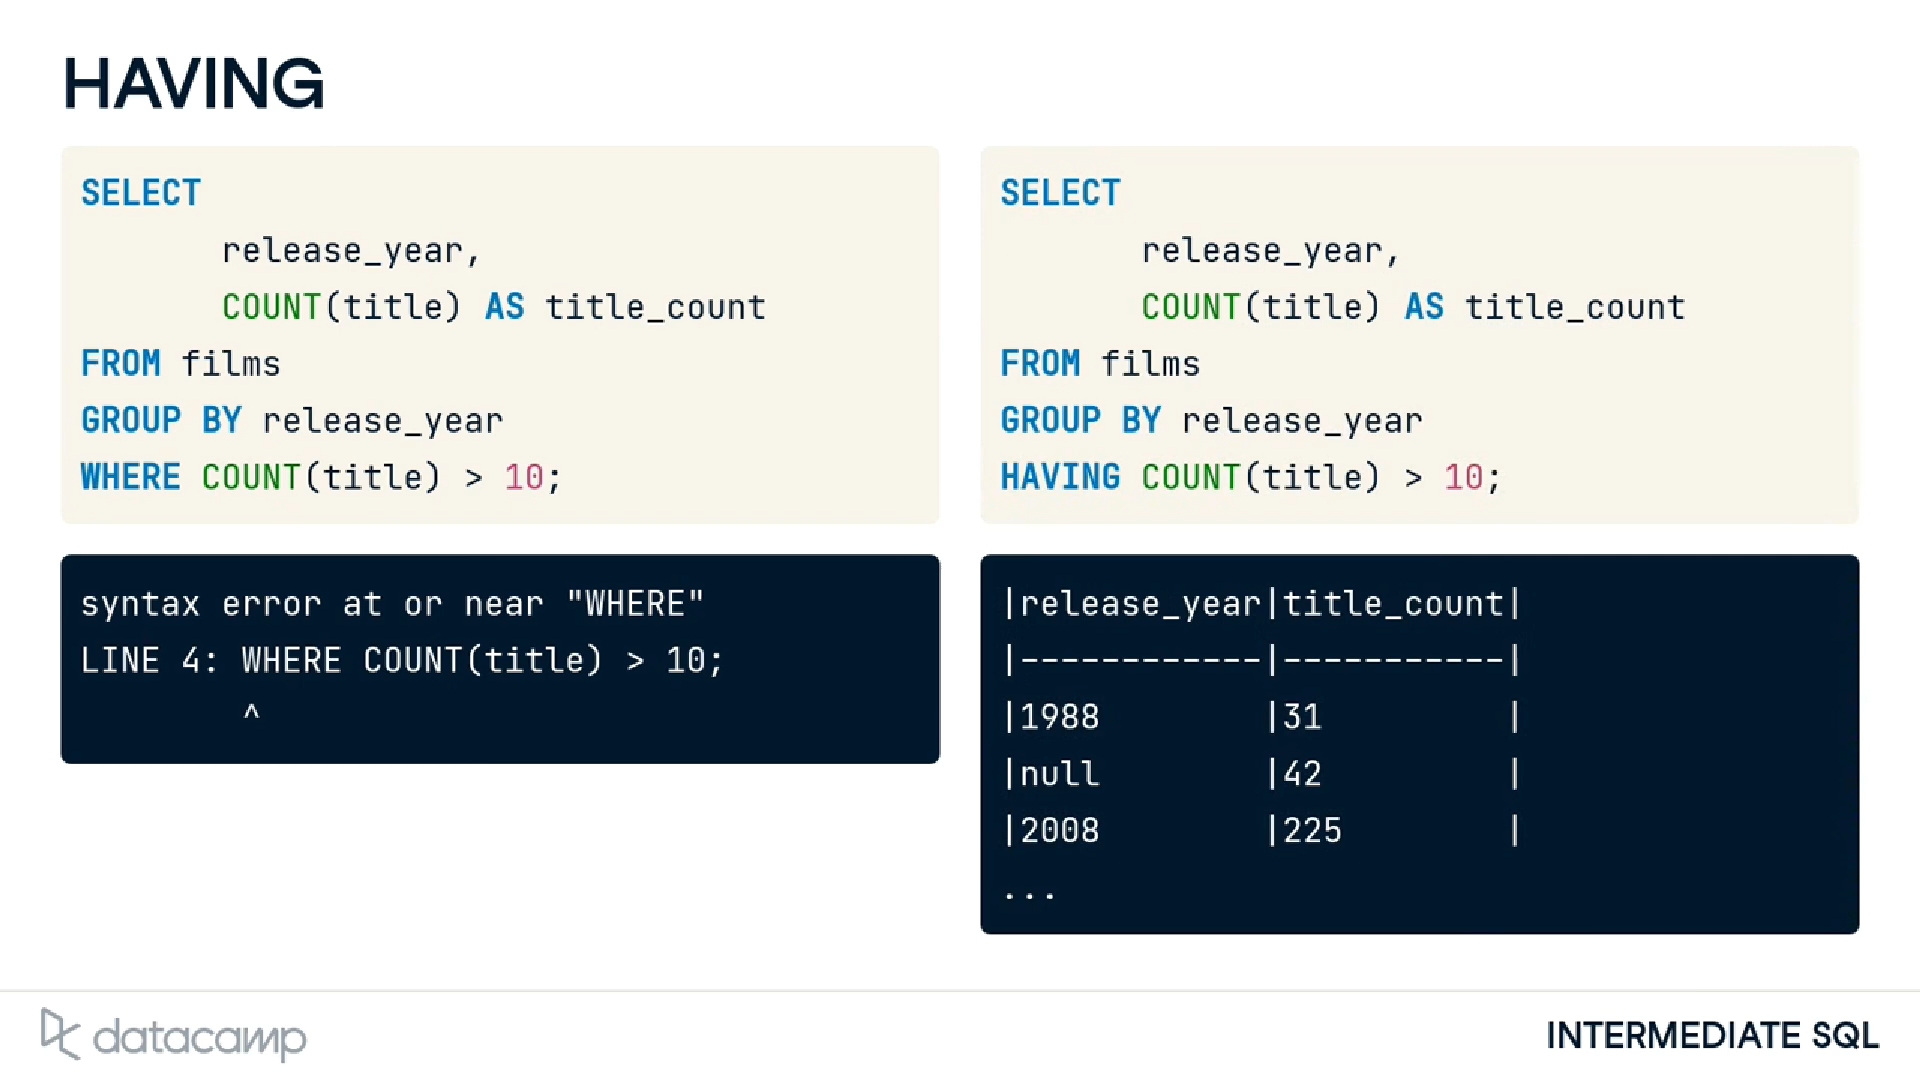 HAVING
SELECT
release_year,
COUNT(title) AS title_count
FROM films
GROUP BY release_year
WHERE COUNT(title) > 10;
syntax error at or near "WHERE"
LINE 4: WHERE COUNT(title) > 10;
^
SELECT
release_year,
COUNT(title) AS title_count
FROM films
GROUP BY release_year
HAVING COUNT(title) > 10;
|release_year|title_count|
|------------|-----------|
|1988        |31         |
|null        |42         |
|2008        |225        |
...
datacamp
INTERMEDIATE SQL